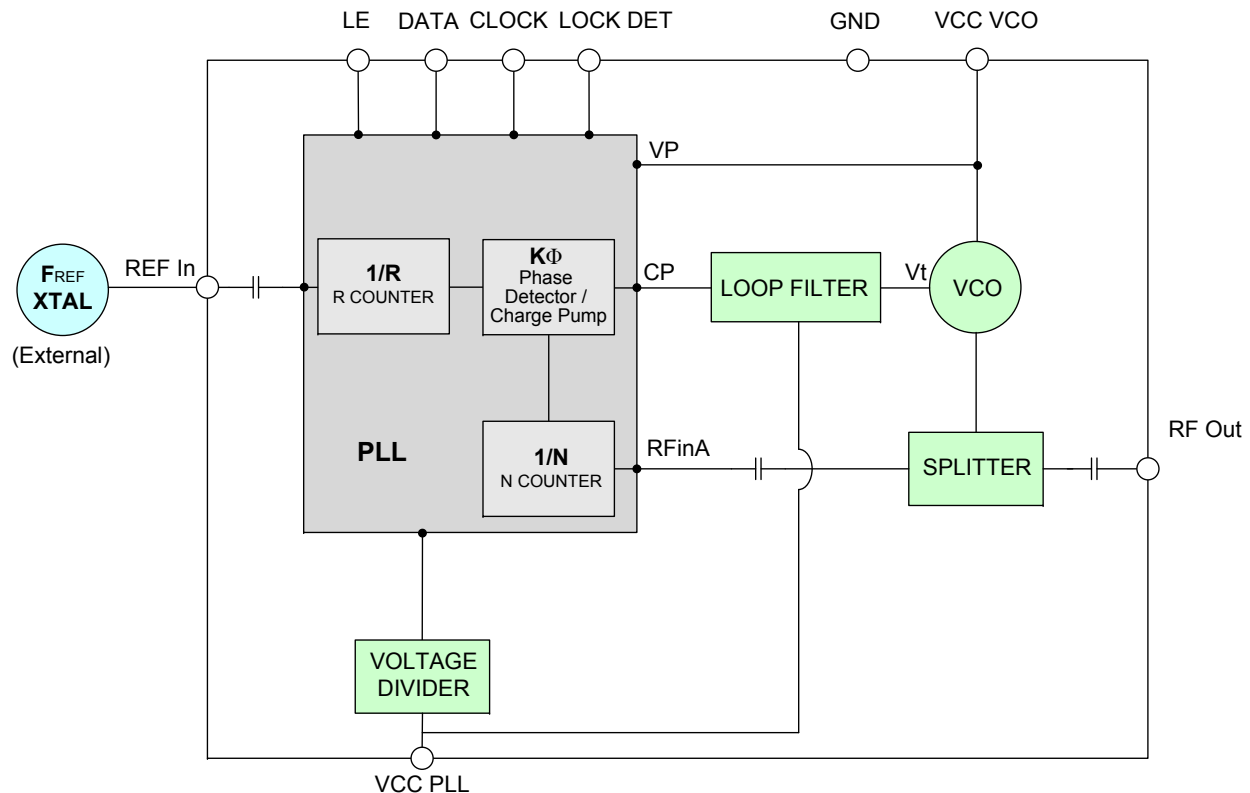 LE
DATA
CLOCK
LOCK DET
GND
VCC VCO
VP
FREF
XTAL
(External)
REF In
1/R
R COUNTER
KΦ
Phase
Detector /
Charge Pump
CP
LOOP FILTER
Vt
VCO
PLL
1/N
N COUNTER
RFinA
SPLITTER
RF Out
VOLTAGE
DIVIDER
VCC PLL